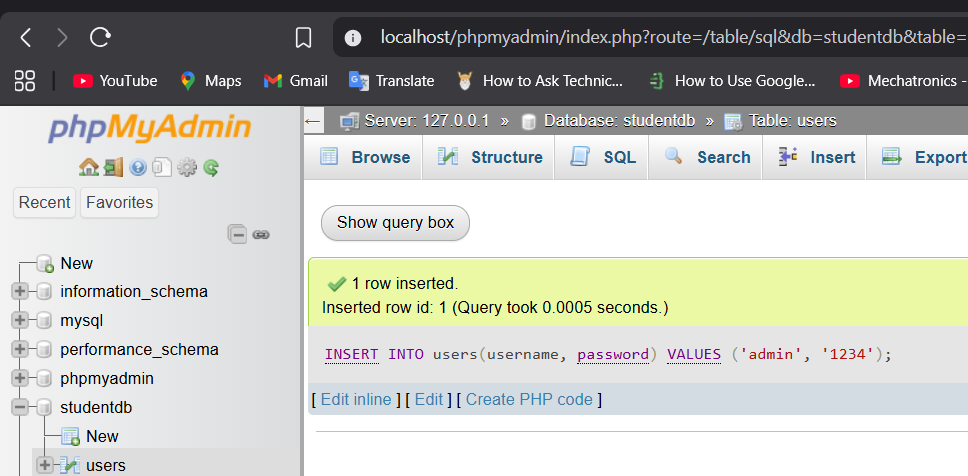 localhost/phpmyadmin/index.php?route=/table/sql&db=studentdb&table=
YouTube Maps Gmail Translate How to Ask Technic... How to Use Google... Mechatronics -
phpMyAdmin
Recent Favorites
New
information_schema
mysql
performance_schema
phpmyadmin
studentdb
New
users
Server: 127.0.0.1 » Database: studentdb » Table: users
Browse Structure SQL Search Insert Export
Show query box
1 row inserted.
Inserted row id: 1 (Query took 0.0005 seconds.)
INSERT INTO users(username, password) VALUES ('admin', '1234');
[ Edit inline ] [ Edit ] [ Create PHP code ]